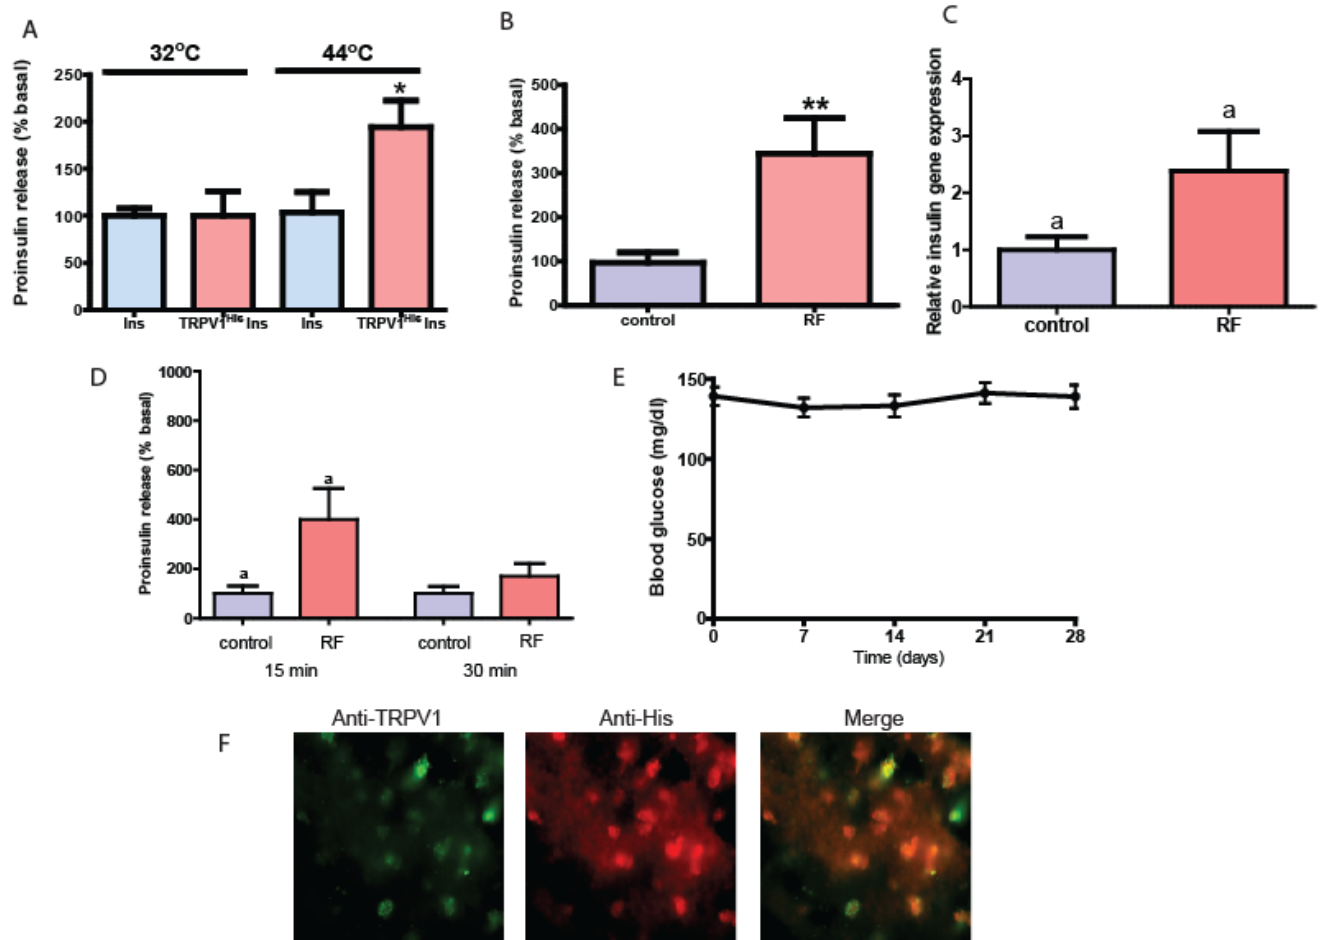 A
32°C
44°C
Proinsulin release (% basal)
250
200
150
100
50
0
*
Ins
TRPV1His Ins
Ins
TRPV1His Ins
B
Proinsulin release (% basal)
500
400
300
200
100
0
**
control
RF
C
Relative insulin gene expression
4
3
2
1
0
a
a
control
RF
D
Proinsulin release (% basal)
1000
800
600
400
200
0
a
a
control
RF
control
RF
15 min
30 min
E
Blood glucose (mg/dl)
150
100
50
0
0
7
14
21
28
Time (days)
F
Anti-TRPV1
Anti-His
Merge